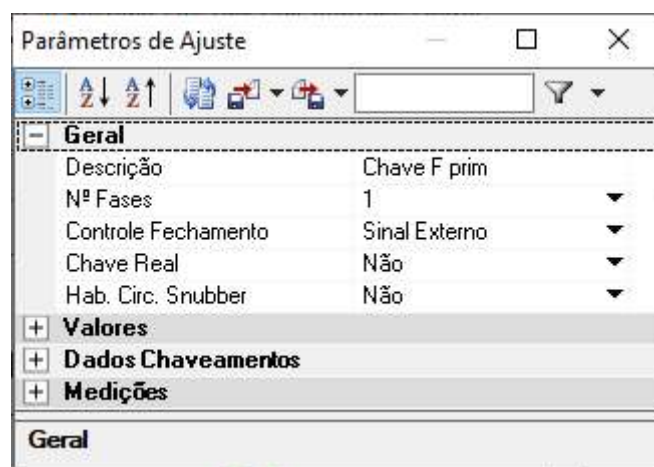 Parâmetros de Ajuste
Geral
Descrição Chave F prim
Nº Fases 1
Controle Fechamento Sinal Externo
Chave Real Não
Hab. Circ. Snubber Não
Valores
Dados Chaveamentos
Medições
Geral